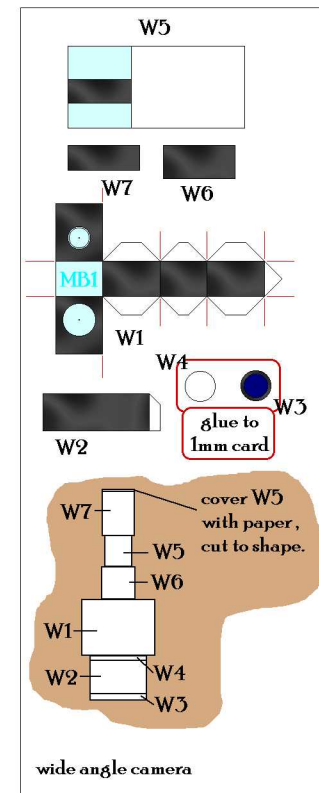 W5
W7
W6
MB1
W1
W4
W3
glue to
1mm card
W2
cover W5
with paper,
cut to shape.
W7
W5
W6
W1
W4
W2
W3
wide angle camera